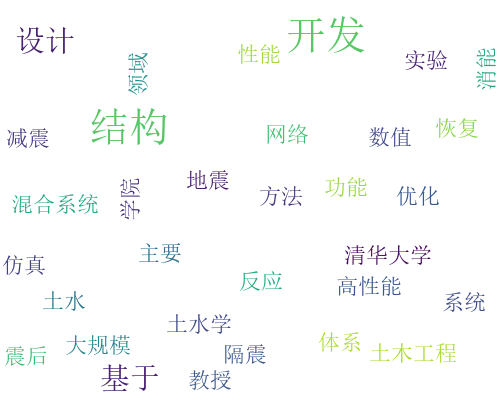 设计
开发
性能
实验
领域
消能
结构
减震
网络
数值
恢复
混合系统
学院
地震
方法
功能
优化
仿真
主要
清华大学
反应
高性能
土水
系统
土水学
震后
大规模
隔震
体系
土木工程
基于
教授